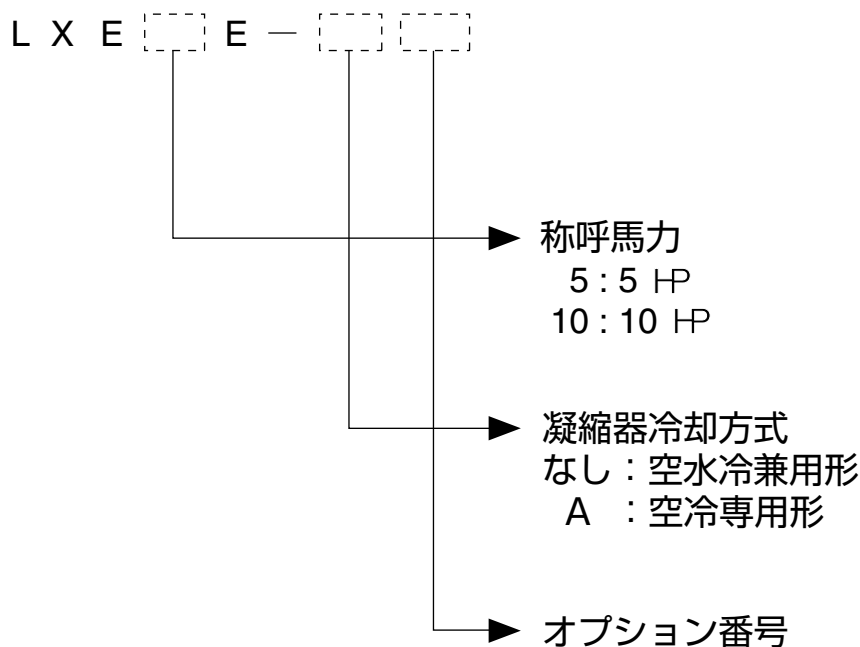 LXE E —
称呼馬力
5 : 5 HP
10 : 10 HP
凝縮器冷却方式
なし：空水冷兼用形
A ：空冷専用形
オプション番号